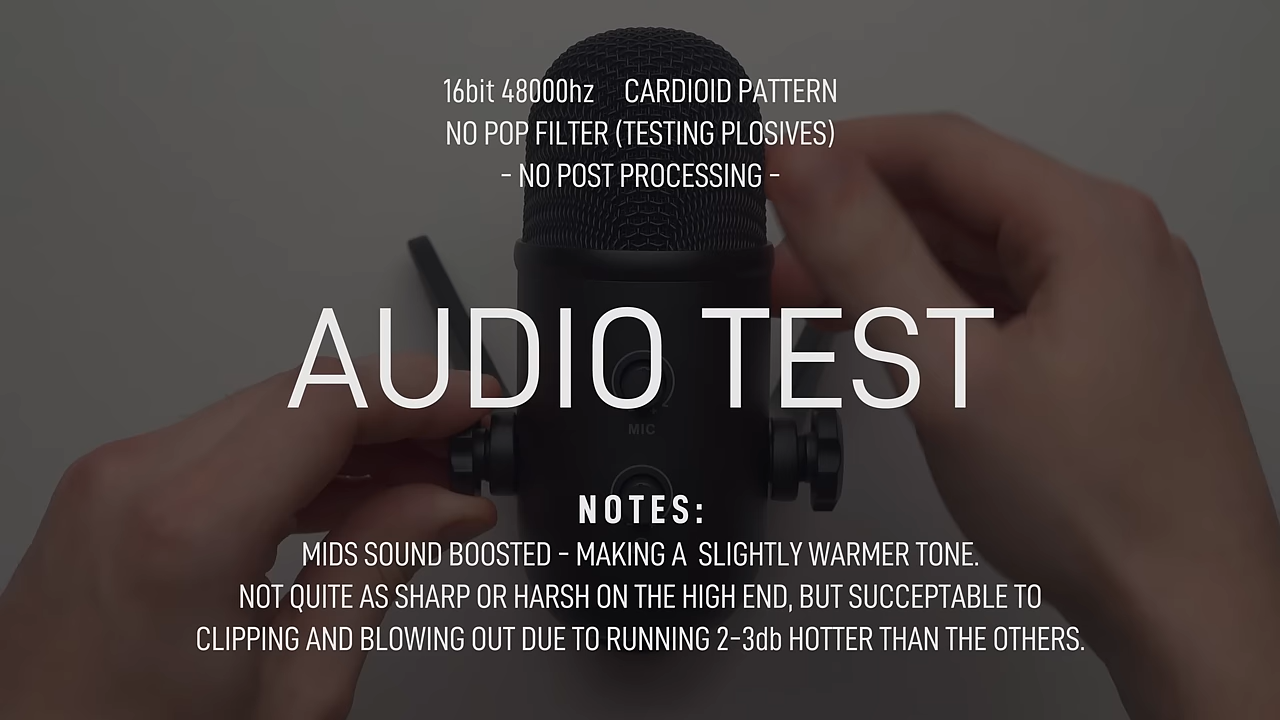 16bit 48000hz CARDIOID PATTERN
NO POP FILTER (TESTING PLOSIVES)
- NO POST PROCESSING -
AUDIO TEST
MIC
NOTES:
MIDS SOUND BOOSTED - MAKING A SLIGHTLY WARMER TONE.
NOT QUITE AS SHARP OR HARSH ON THE HIGH END, BUT SUCCEPTABLE TO
CLIPPING AND BLOWING OUT DUE TO RUNNING 2-3db HOTTER THAN THE OTHERS.